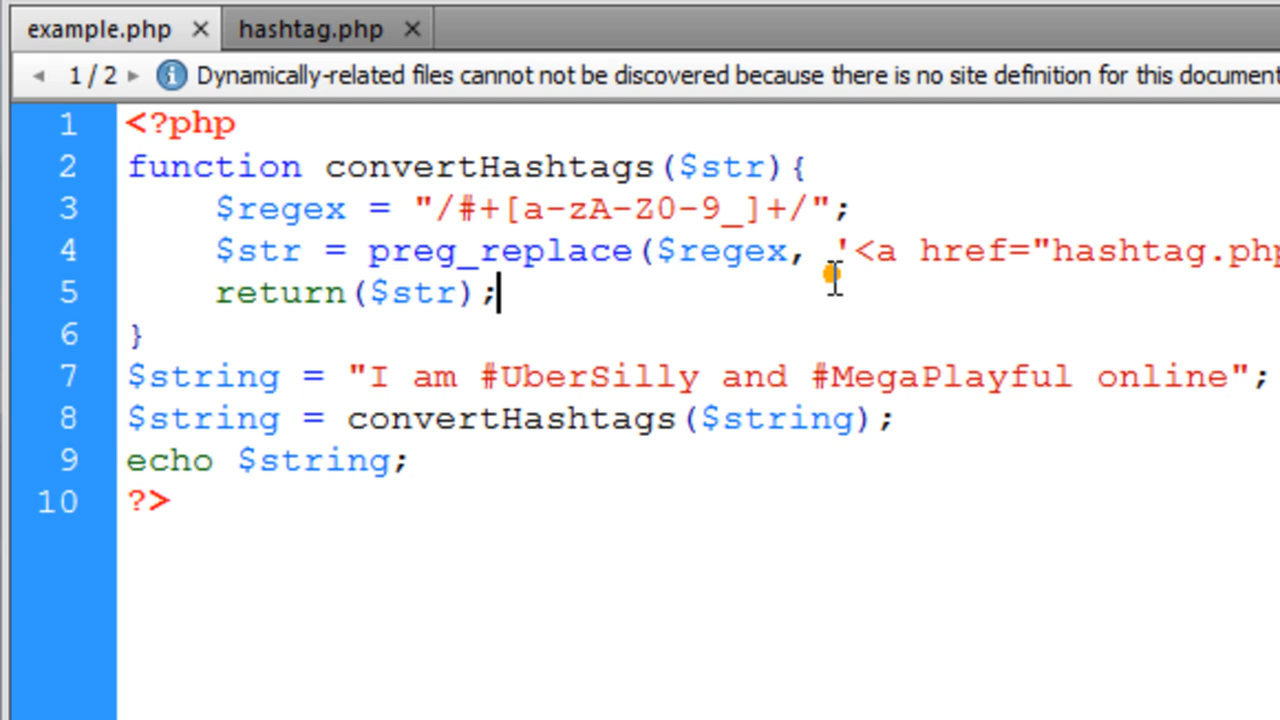 example.php × hashtag.php ×
1 / 2 Dynamically-related files cannot not be discovered because there is no site definition for this document
1 <?php
2 function convertHashtags($str){
3 $regex = "/#+[a-zA-Z0-9_]+/";
4 $str = preg_replace($regex, '<a href="hashtag.php
5 return($str);
6 }
7 $string = "I am #UberSilly and #MegaPlayful online";
8 $string = convertHashtags($string);
9 echo $string;
10 ?>